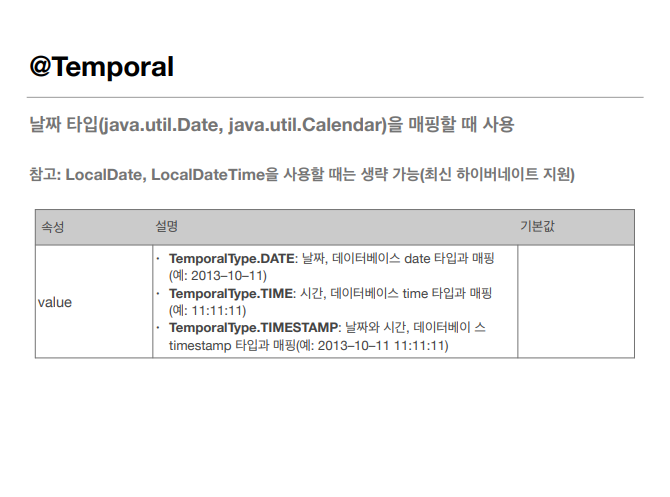 @Temporal
날짜 타입(java.util.Date, java.util.Calendar)을 매핑할 때 사용
참고: LocalDate, LocalDateTime을 사용할 때는 생략 가능(최신 하이버네이트 지원)
속성 설명 기본값
• TemporalType.DATE: 날짜, 데이터베이스 date 타입과 매핑
(예: 2013–10–11)
value • TemporalType.TIME: 시간, 데이터베이스 time 타입과 매핑
(예: 11:11:11)
• TemporalType.TIMESTAMP: 날짜와 시간, 데이터베이 스
timestamp 타입과 매핑(예: 2013–10–11 11:11:11)